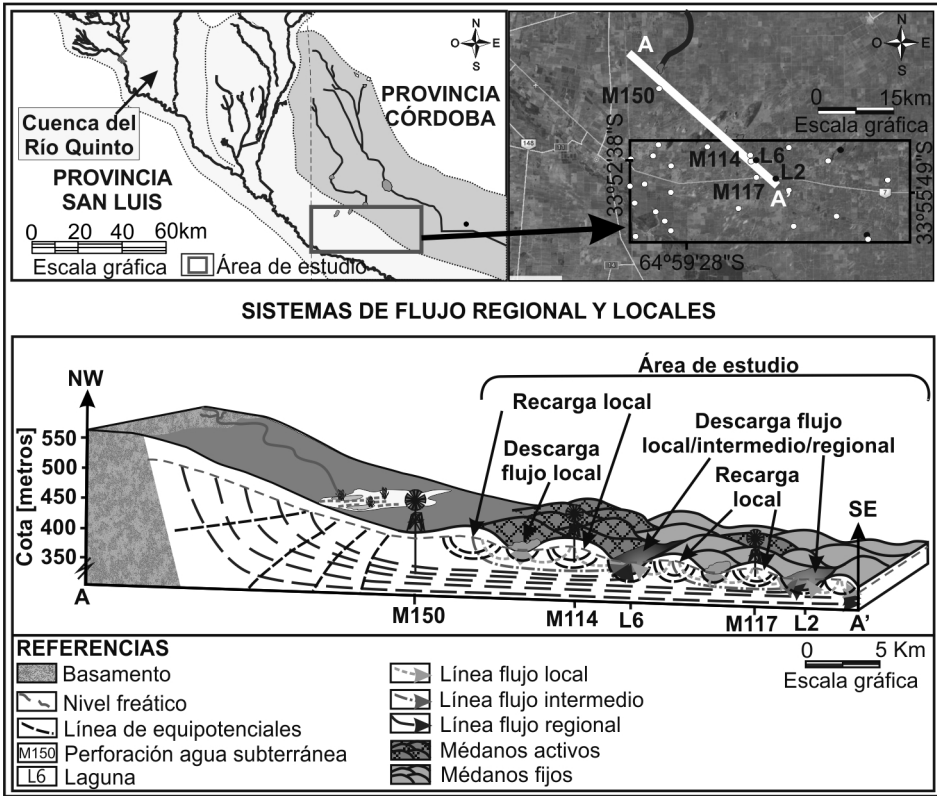 N
O
E
S
PROVINCIA
CÓRDOBA
Cuenca del
Río Quinto
PROVINCIA
SAN LUIS
0 20 40 60km
Escala gráfica
Área de estudio
N
O
E
S
A
M150
0 15km
Escala gráfica
148
33°52'38"S
M114
L6
L2
M117
A'
7
33°55'49"S
64°59'28"S
SISTEMAS DE FLUJO REGIONAL Y LOCALES
NW
Área de estudio
Recarga local
Descarga
flujo local
Descarga flujo
local/intermedio/regional
Recarga
local
SE
Cota [metros]
550
500
450
400
350
A
M150
M114
L6
M117
L2
A'
REFERENCIAS
Basamento
Nivel freático
Línea de equipotenciales
M150 Perforación agua subterránea
L6 Laguna
Línea flujo local
Línea flujo intermedio
Línea flujo regional
Médanos activos
Médanos fijos
0 5 Km
Escala gráfica